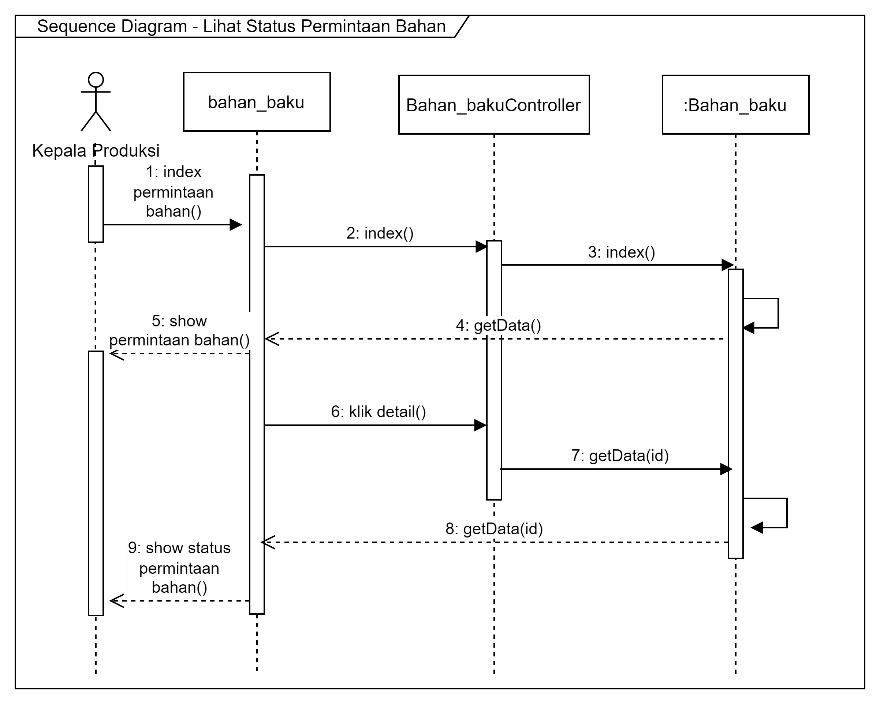 Sequence Diagram - Lihat Status Permintaan Bahan
bahan_baku
Bahan_bakuController
:Bahan_baku
Kepala Produksi
1: index
permintaan
bahan()
2: index()
3: index()
4: getData()
5: show
permintaan bahan()
6: klik detail()
7: getData(id)
8: getData(id)
9: show status
permintaan
bahan()